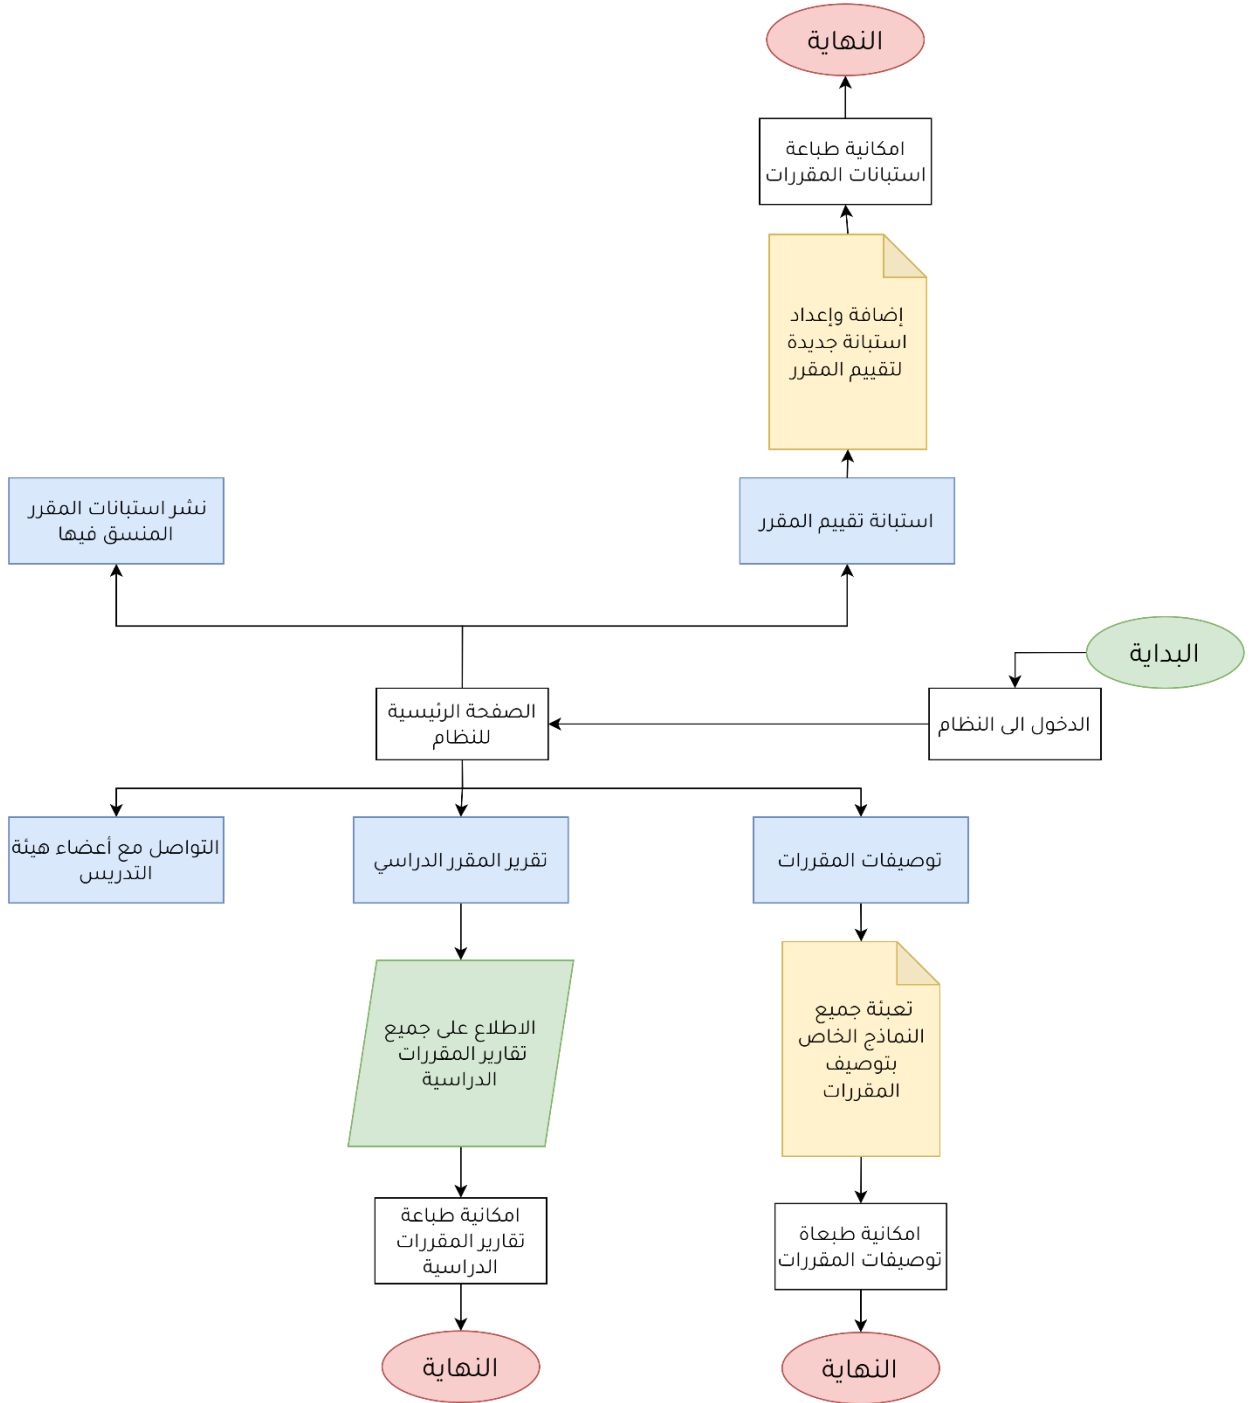 النهاية
امكانية طباعة
استبانات المقررات
إضافة وإعداد
استبانة جديدة
لتقييم المقرر
استبانة تقييم المقرر
نشر استبانات المقرر
المنسق فيها
البداية
الدخول الى النظام
الصفحة الرئيسية
للنظام
توصيفات المقررات
تقرير المقرر الدراسي
التواصل مع أعضاء هيئة
التدريس
تعبئة جميع
النماذج الخاص
بتوصيف
المقررات
الاطلاع على جميع
تقارير المقررات
الدراسية
امكانية طبعاة
توصيفات المقررات
امكانية طباعة
تقارير المقررات
الدراسية
النهاية
النهاية